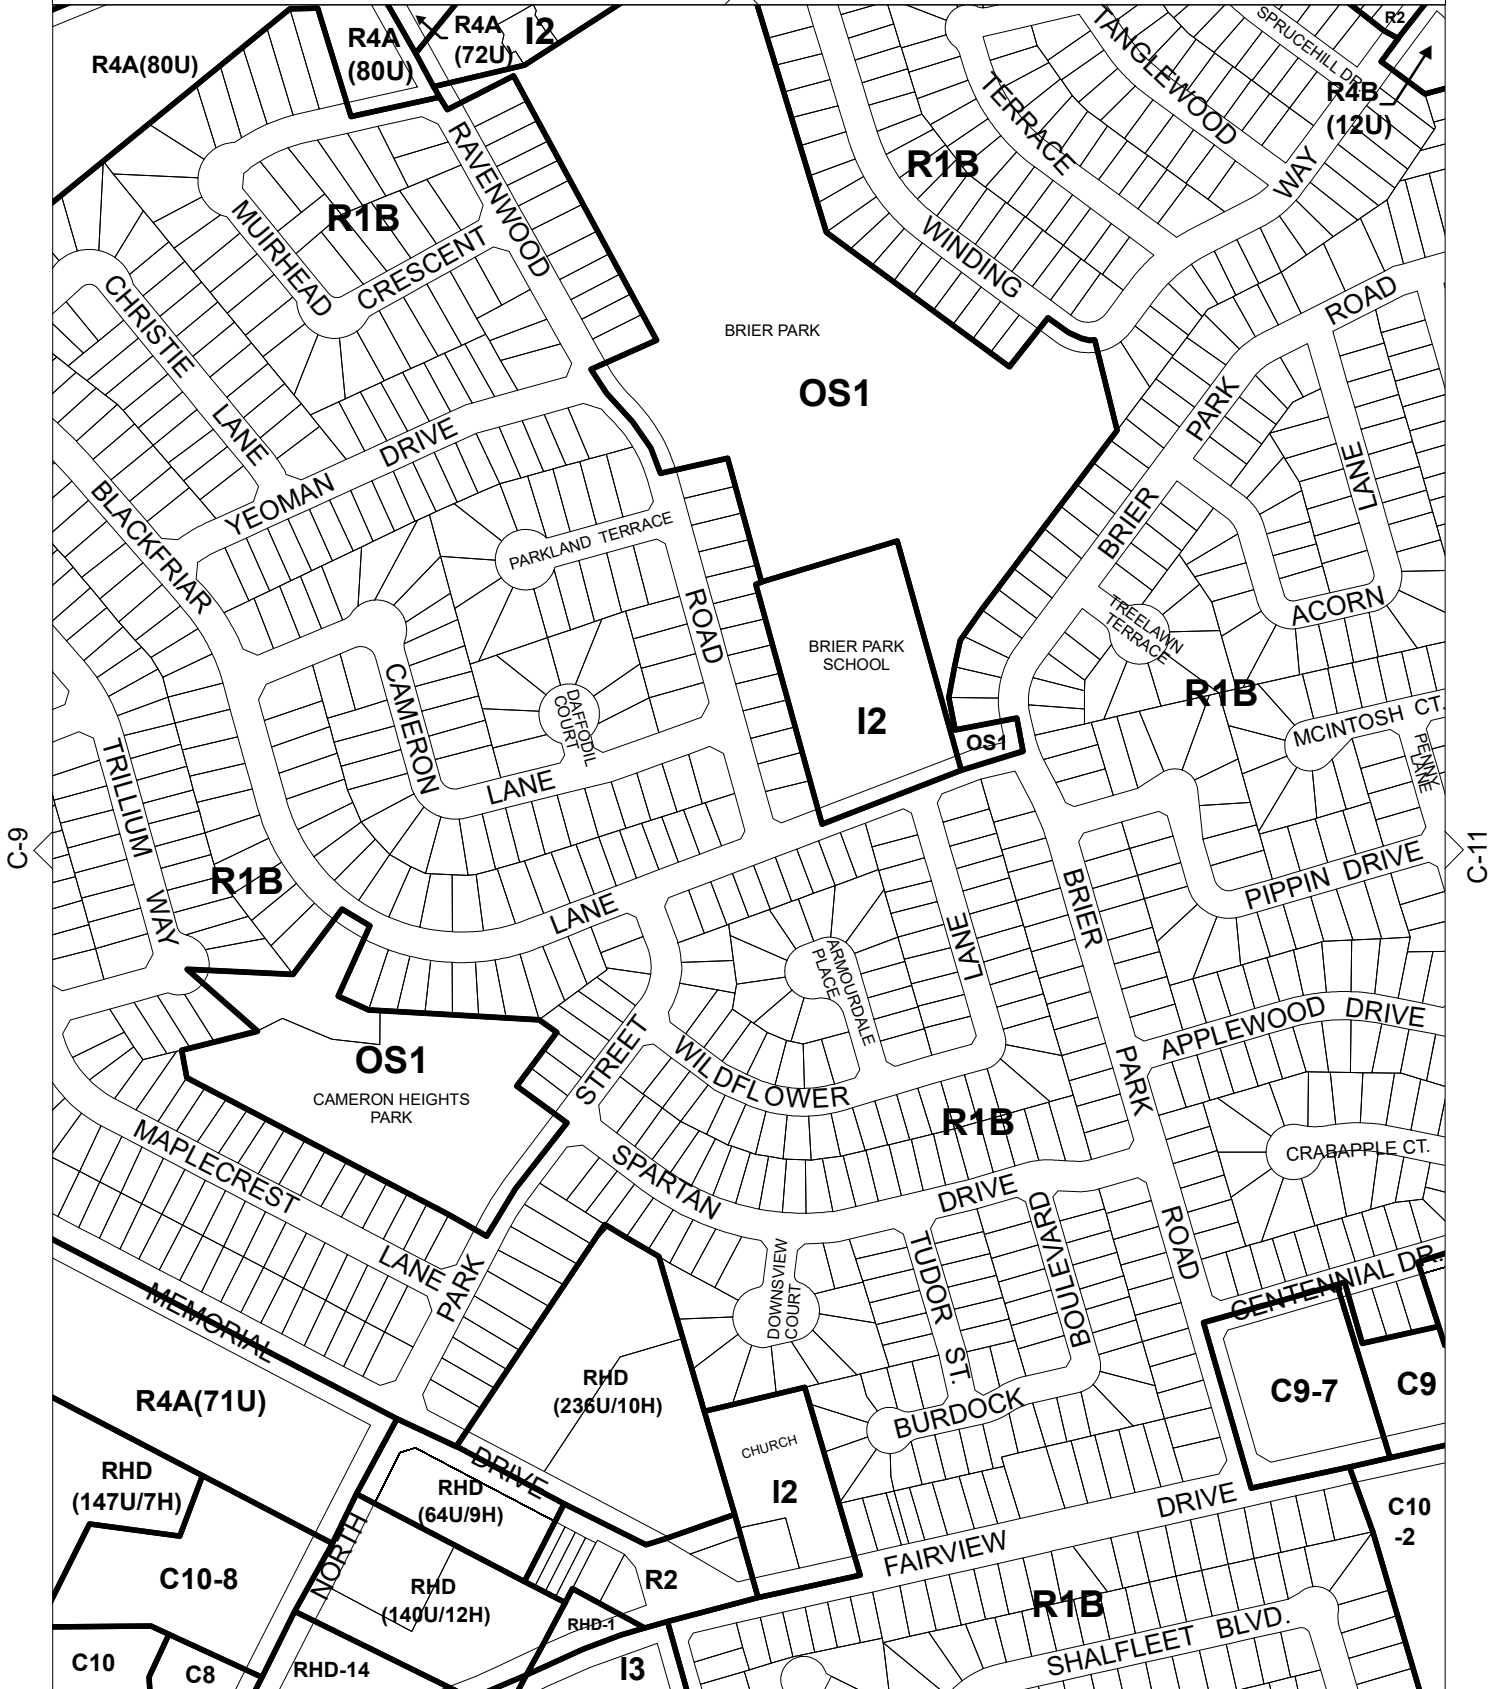 R4A(80U)
R4A
(80U)
R4A
(72U)
I2
R2
SPRUCEHILL DR.
R4B
(12U)
TANGLEWOOD
TERRACE
WAY
R1B
WINDING
RAVENWOOD
R1B
MUIRHEAD
CRESCENT
CHRISTIE
LANE
BRIER PARK
OS1
ROAD
PARK
BRIER
LANE
ACORN
YEOMAN
DRIVE
BLACKFRIAR
PARKLAND TERRACE
ROAD
TREELAWN
TERRACE
BRIER PARK
SCHOOL
I2
OS1
R1B
MCINTOSH CT.
PENNY
LANE
CAMERON
LANE
DAFFODIL
COURT
TRILLIUM
WAY
C-9
C-11
R1B
LANE
BRIER
PIPPIN DRIVE
LANE
ARMOURDALE
PLACE
APPLEWOOD DRIVE
OS1
CAMERON HEIGHTS
PARK
STREET
WILDFLOWER
PARK
R1B
CRABAPPLE CT.
MAPLECREST
LANE
SPARTAN
DRIVE
BOULEVARD
TUDOR
ST.
ROAD
PARK
DOWNSVIEW
COURT
CENTENNIAL DR.
MEMORIAL
R4A(71U)
RHD
(236U/10H)
C9-7
C9
BURDOCK
CHURCH
I2
DRIVE
RHD
(147U/7H)
RHD
(64U/9H)
DRIVE
FAIRVIEW
C10
-2
NORTH
C10-8
RHD
(140U/12H)
R2
R1B
RHD-1
SHALFLEET BLVD.
C10
C8
RHD-14
I3